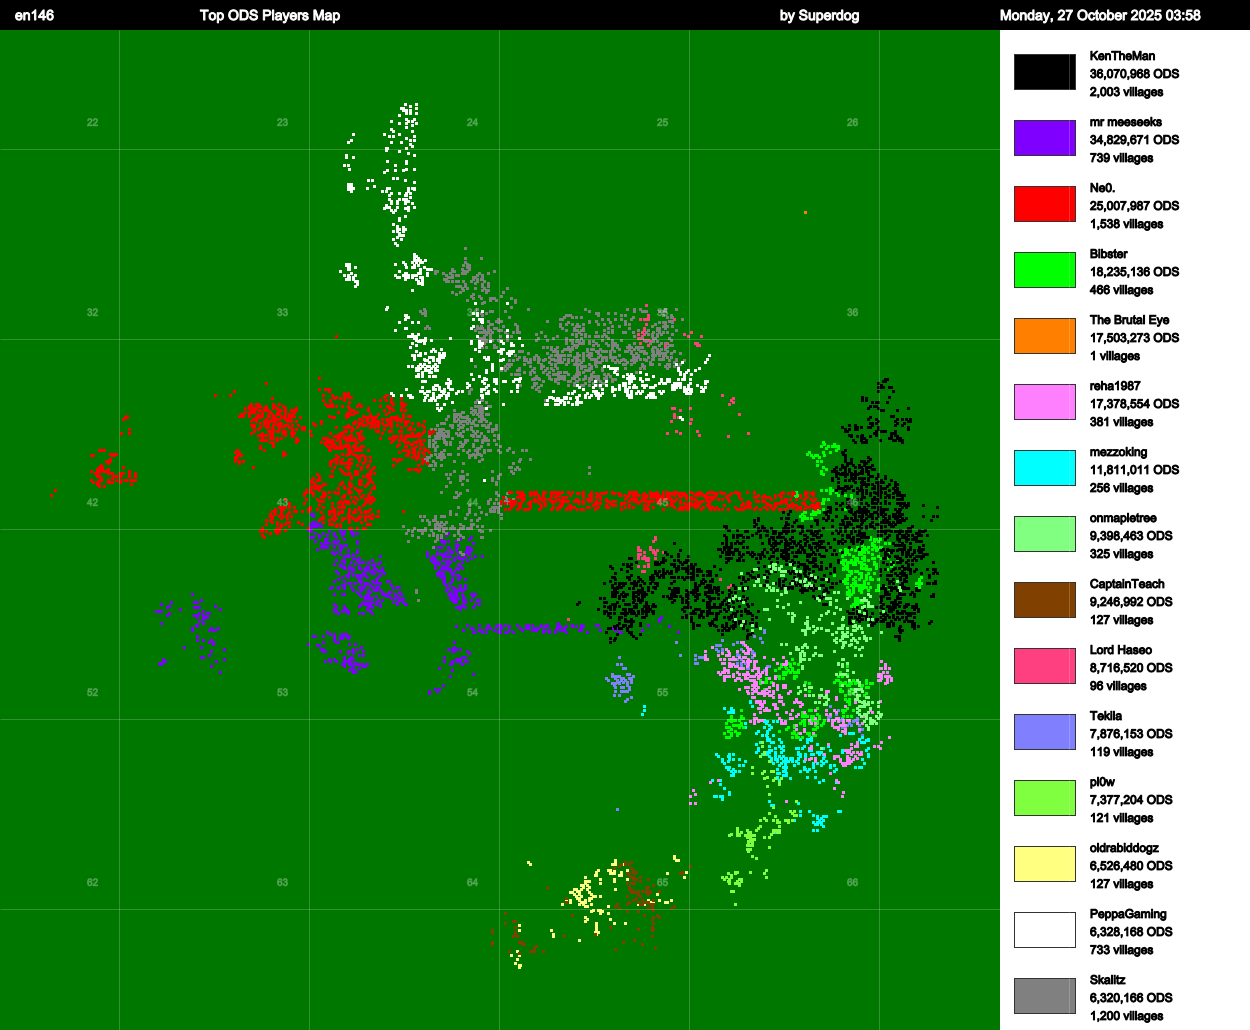 en146 Top ODS Players Map by Superdog Monday, 27 October 2025 03:58
KenTheMan
36,070,968 ODS
2,003 villages
mr meeseeks
34,829,671 ODS
739 villages
Ne0.
25,007,987 ODS
1,538 villages
Bibster
18,235,136 ODS
466 villages
The Brutal Eye
17,503,273 ODS
1 villages
reha1987
17,378,554 ODS
381 villages
mezzoking
11,811,011 ODS
256 villages
onmapletree
9,398,463 ODS
325 villages
CaptainTeach
9,246,992 ODS
127 villages
Lord Haseo
8,716,520 ODS
96 villages
Tekila
7,876,153 ODS
119 villages
pl0w
7,377,204 ODS
121 villages
oldrabiddogz
6,526,480 ODS
127 villages
PeppaGaming
6,328,168 ODS
733 villages
Skalitz
6,320,166 ODS
1,200 villages
22 23 24 25 26
32 33 36
42 43 44 45
52 53 54 55
62 63 64 65 66